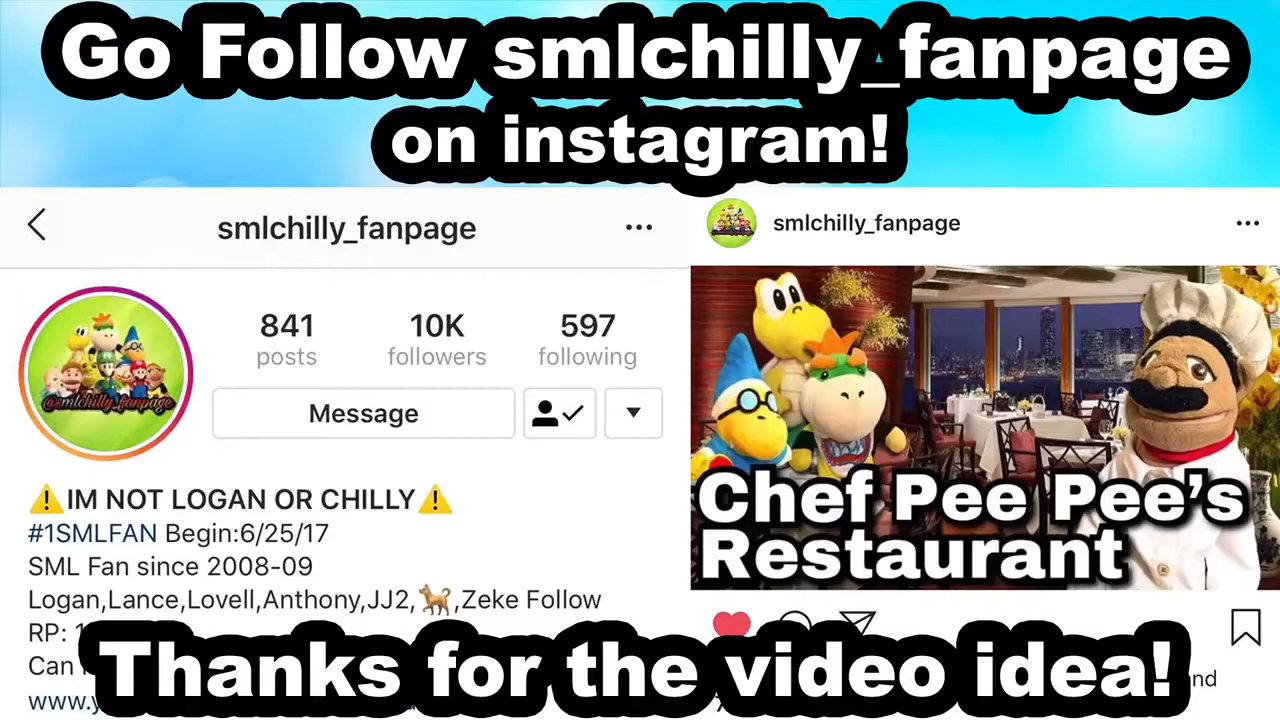 Go Follow smlchilly_fanpage
on instagram!
smlchilly_fanpage
841
posts
10K
followers
597
following
Message
@smlchilly_fanpage
⚠️IM NOT LOGAN OR CHILLY⚠️
#1SMLFAN Begin:6/25/17
SML Fan since 2008-09
Logan,Lance,Lovell,Anthony,JJ2,🐕,Zeke Follow
RP:
Can
smlchilly_fanpage
Chef Pee Pee's
Restaurant
Thanks for the video idea!